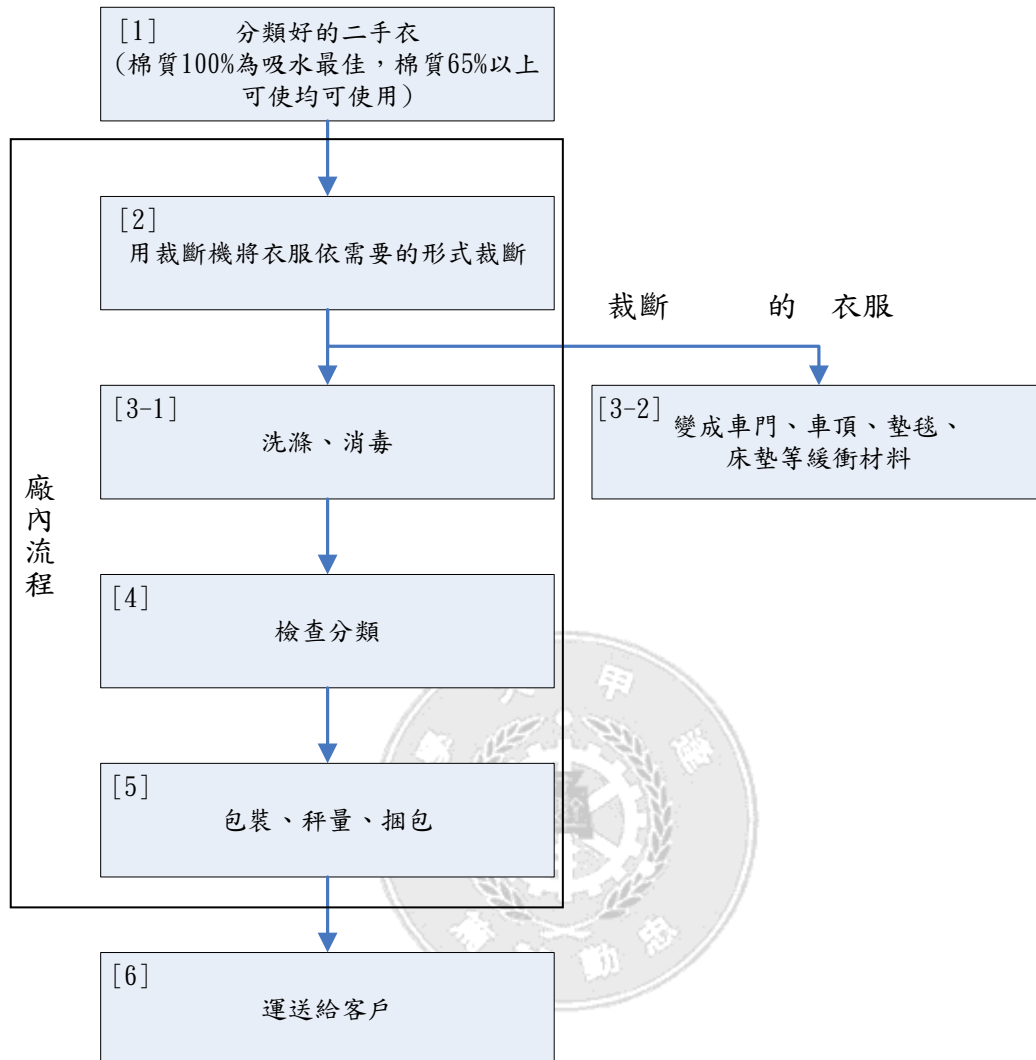 [1] 分類好的二手衣
(棉質100%為吸水最佳，棉質65%以上
可使均可使用)
[2]
用裁斷機將衣服依需要的形式裁斷
裁斷 的 衣服
[3-1]
洗滌、消毒
[3-2] 變成車門、車頂、墊毯、
床墊等緩衝材料
廠內流程
[4]
檢查分類
[5]
包裝、秤量、捆包
[6]
運送給客戶
甲
逢
忠
勤